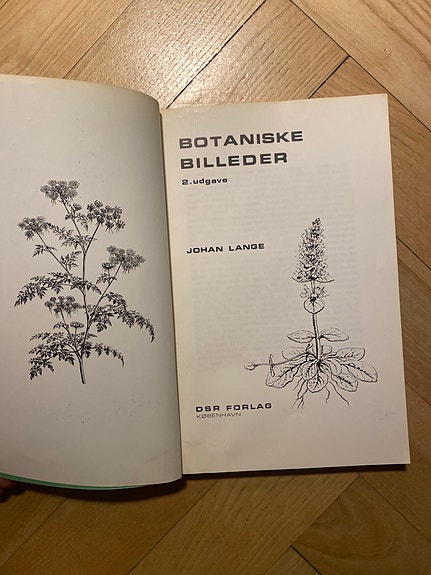 BOTANISKE
BILLEDER
2.udgave
JOHAN LANGE
DSR FORLAG
KØBENHAVN